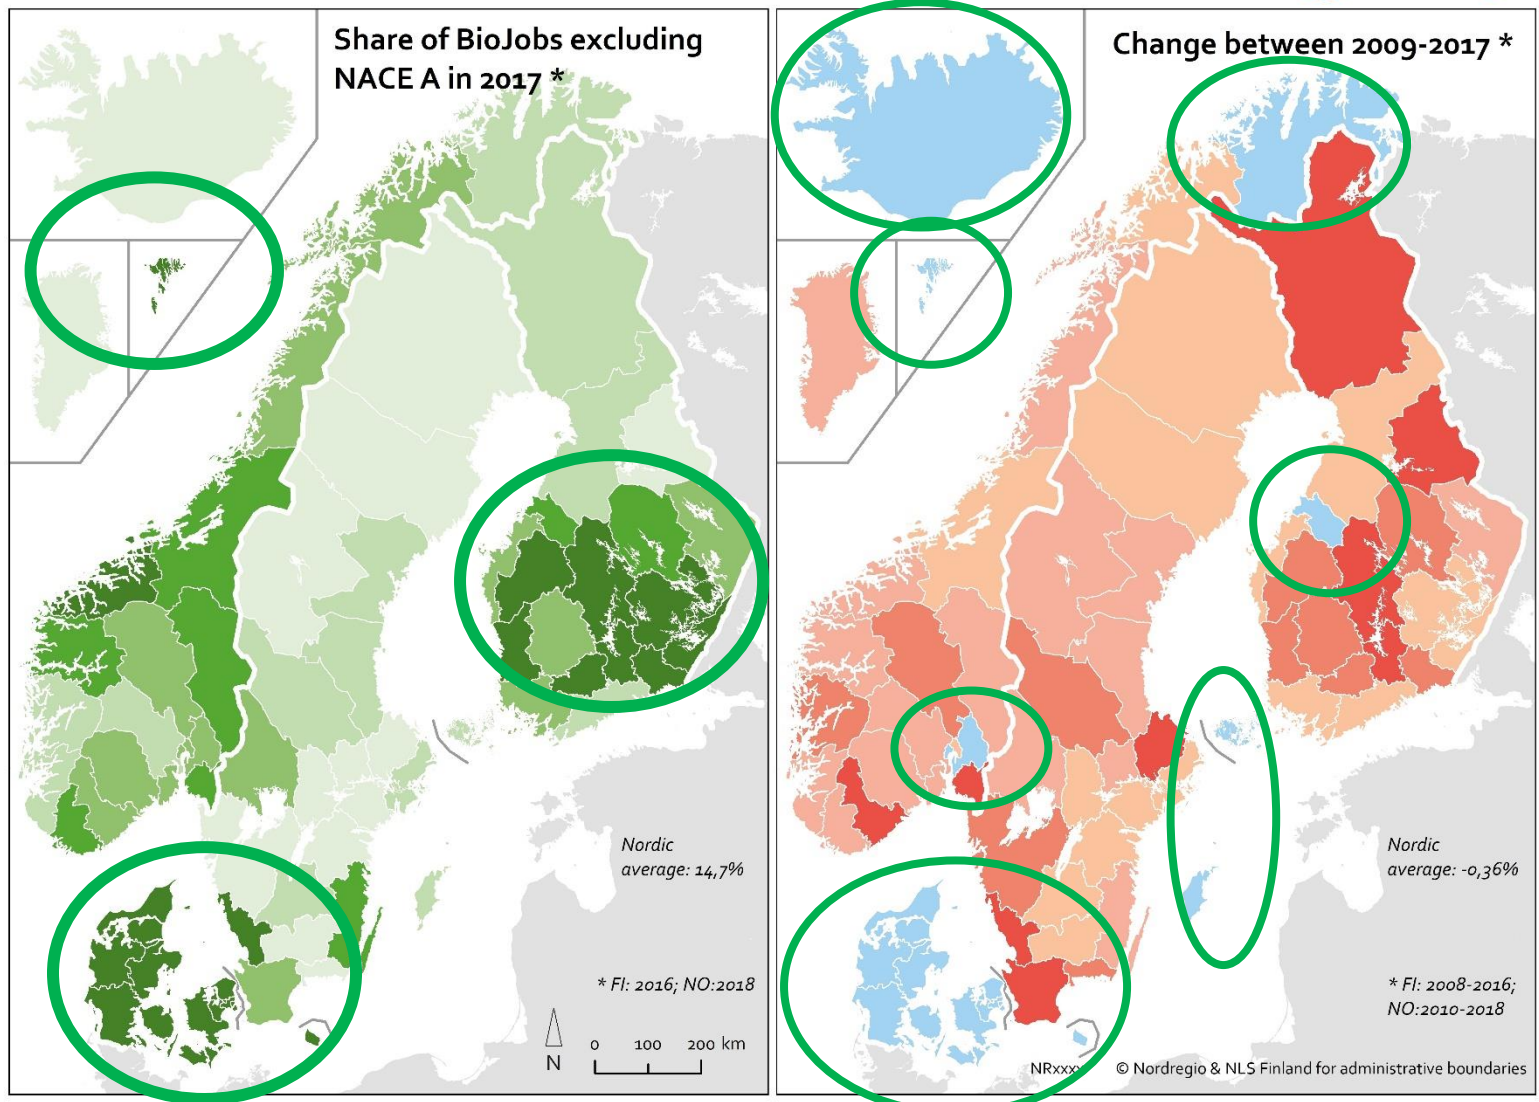 Share of BioJobs excluding
NACE A in 2017 *
Nordic
average: 14,7%
* FI: 2016; NO:2018
N
0 100 200 km
Change between 2009-2017 *
Nordic
average: -0,36%
* FI: 2008-2016;
NO:2010-2018
NRxxxx
© Nordregio & NLS Finland for administrative boundaries